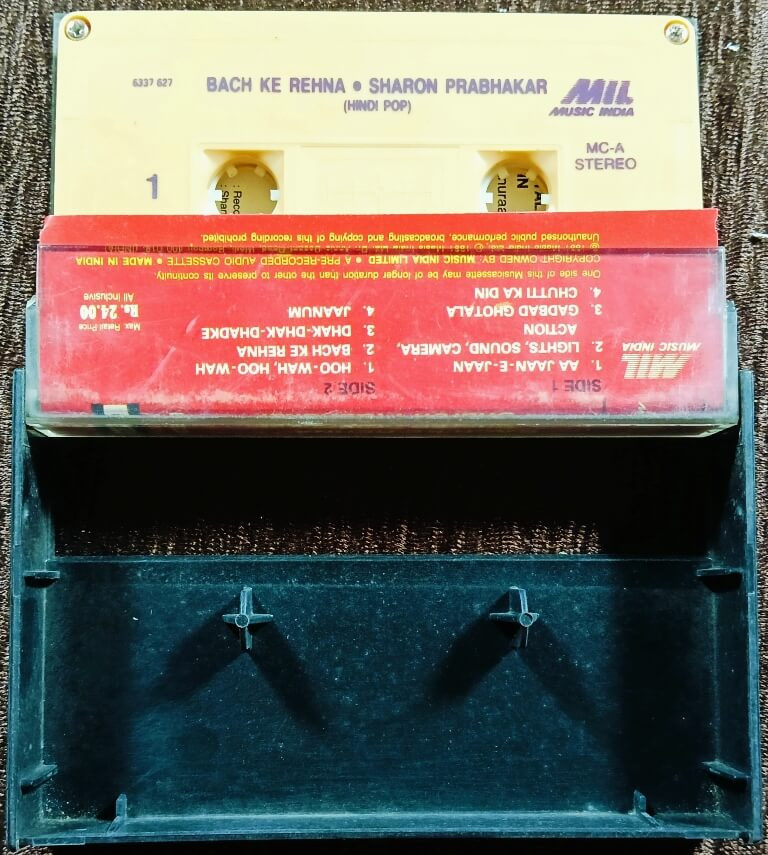 6337 627
BACH KE REHNA • SHARON PRABHAKAR
(HINDI POP)
MIL
MUSIC INDIA
MC-A
STEREO
1
: Reco
: Shar
IN
nuraa
MIL
MUSIC INDIA
SIDE 1
1. AA JAAN-E-JAAN
2. LIGHTS, SOUND, CAMERA,
ACTION
3. GADBAD GHOTALA
4. CHUTTI KA DIN
SIDE 2
1. HOO-WAH, HOO-WAH
2. BACH KE REHNA
3. DHAK-DHAK-DHADKE
4. JAANUM
Max Retail Price
Rs. 24.00
All inclusive
One side of this Musicassette may be of longer duration than the other to preserve its continuity
COPYRIGHT OWNED BY: MUSIC INDIA LIMITED • A PRE-RECORDED AUDIO CASSETTE • MADE IN INDIA
Unauthorised public performance, broadcasting and copying of this recording prohibited.